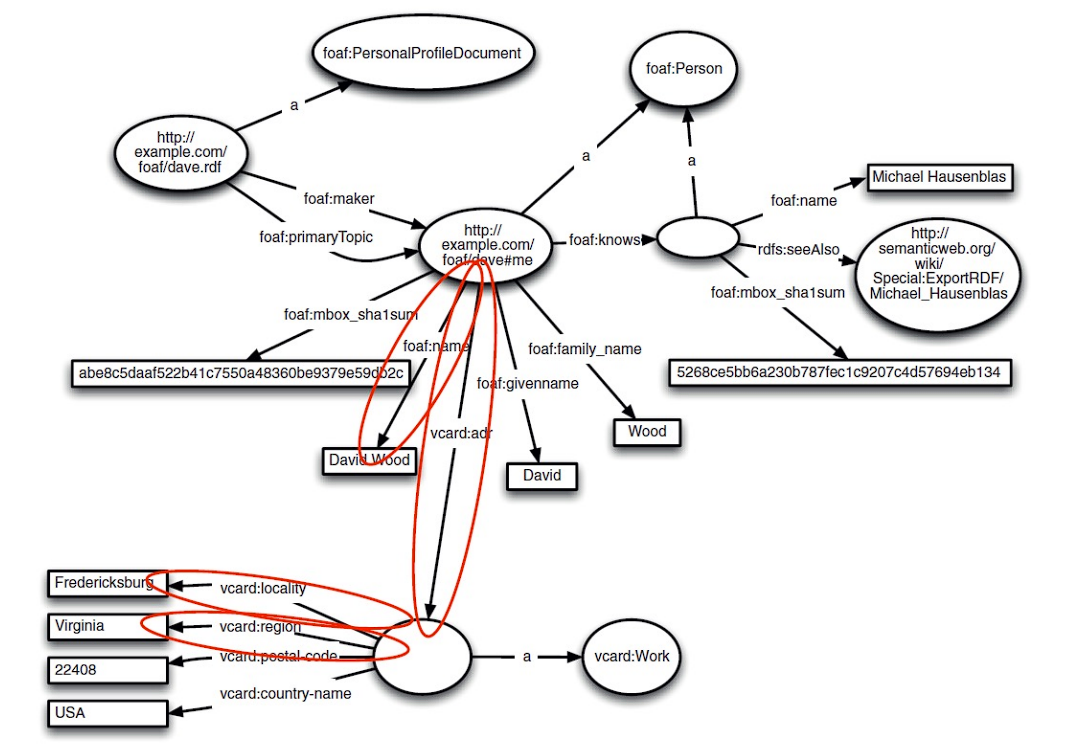 foaf:PersonalProfileDocument
foaf:Person
a
http://
example.com/
foaf/dave.rdf
a
a
Michael Hausenblas
foaf:name
foaf:maker
foaf:primaryTopic
http://
example.com/
foaf/dave#me
foaf:knows
rdfs:seeAlso
http://
semanticweb.org/
wiki/
Special:ExportRDF/
Michael_Hausenblas
foaf:mbox_sha1sum
foaf:mbox_sha1sum
foaf:name
foaf:family_name
abe8c5daaf522b41c7550a48360be9379e59db2c
foaf:givenname
5268ce5bb6a230b787fec1c9207c4d57694eb134
vcard:adr
Wood
David Wood
David
Fredericksburg
vcard:locality
Virginia
vcard:region
22408
vcard:postal-code
a
vcard:Work
USA
vcard:country-name